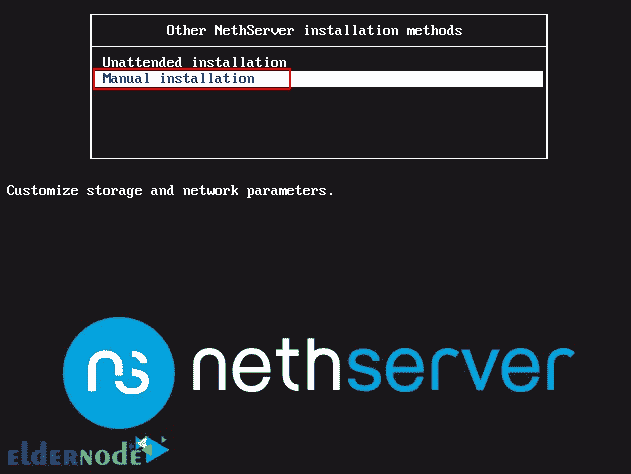 Other NethServer installation methods
Unattended installation
Manual installation
Customize storage and network parameters.
ns nethserver
eldernode